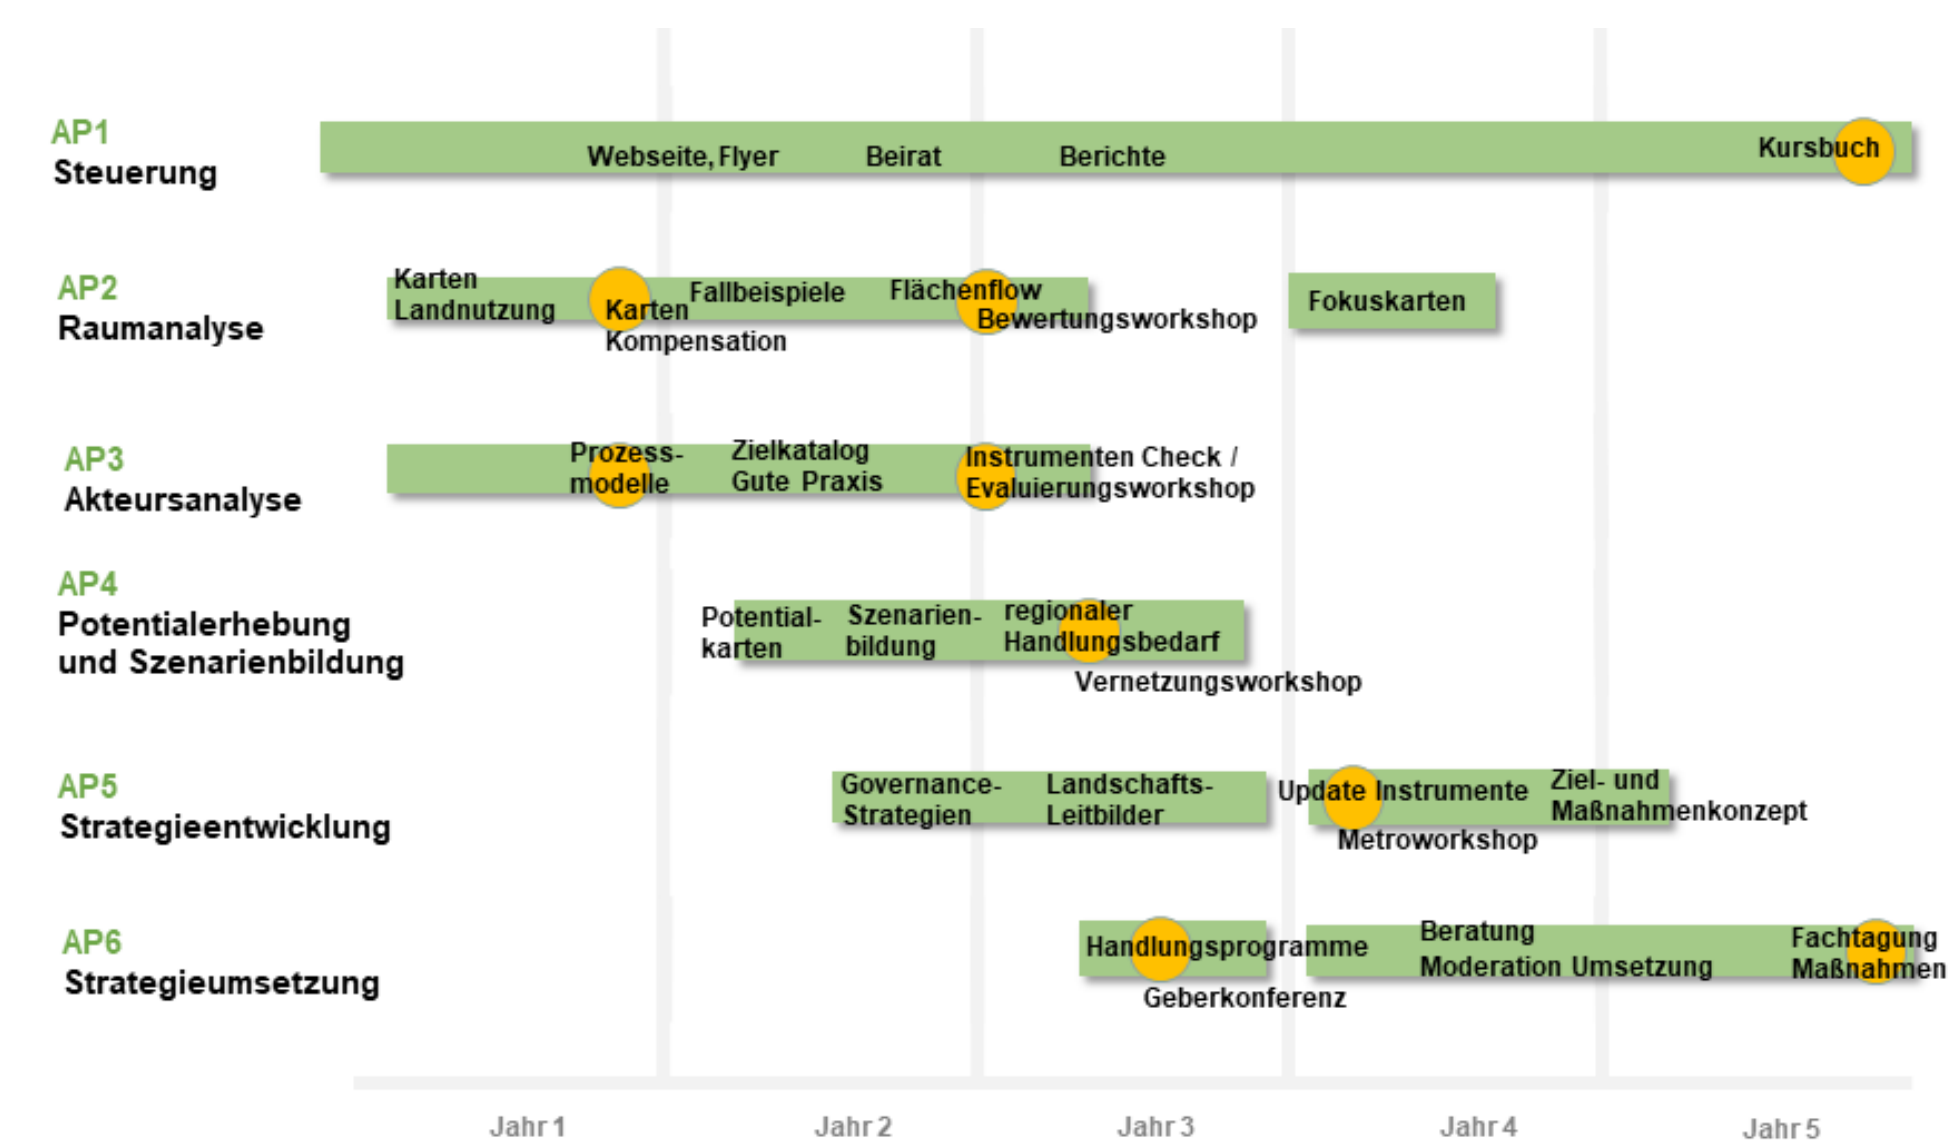 AP1
Steuerung
Webseite, Flyer
Beirat
Berichte
Kursbuch
AP2
Raumanalyse
Karten
Landnutzung
Karten
Kompensation
Fallbeispiele
Flächenflow
Bewertungsworkshop
Fokuskarten
AP3
Akteursanalyse
Prozess-
modelle
Zielkatalog
Gute Praxis
Instrumenten Check /
Evaluierungsworkshop
AP4
Potentialerhebung
und Szenarienbildung
Potential-
karten
Szenarien-
bildung
regionaler
Handlungsbedarf
Vernetzungsworkshop
AP5
Strategieentwicklung
Governance-
Strategien
Landschafts-
Leitbilder
Update Instrumente
Metroworkshop
Ziel- und
Maßnahmenkonzept
AP6
Strategieumsetzung
Handlungsprogramme
Geberkonferenz
Beratung
Moderation Umsetzung
Fachtagung
Maßnahmen
Jahr 1
Jahr 2
Jahr 3
Jahr 4
Jahr 5